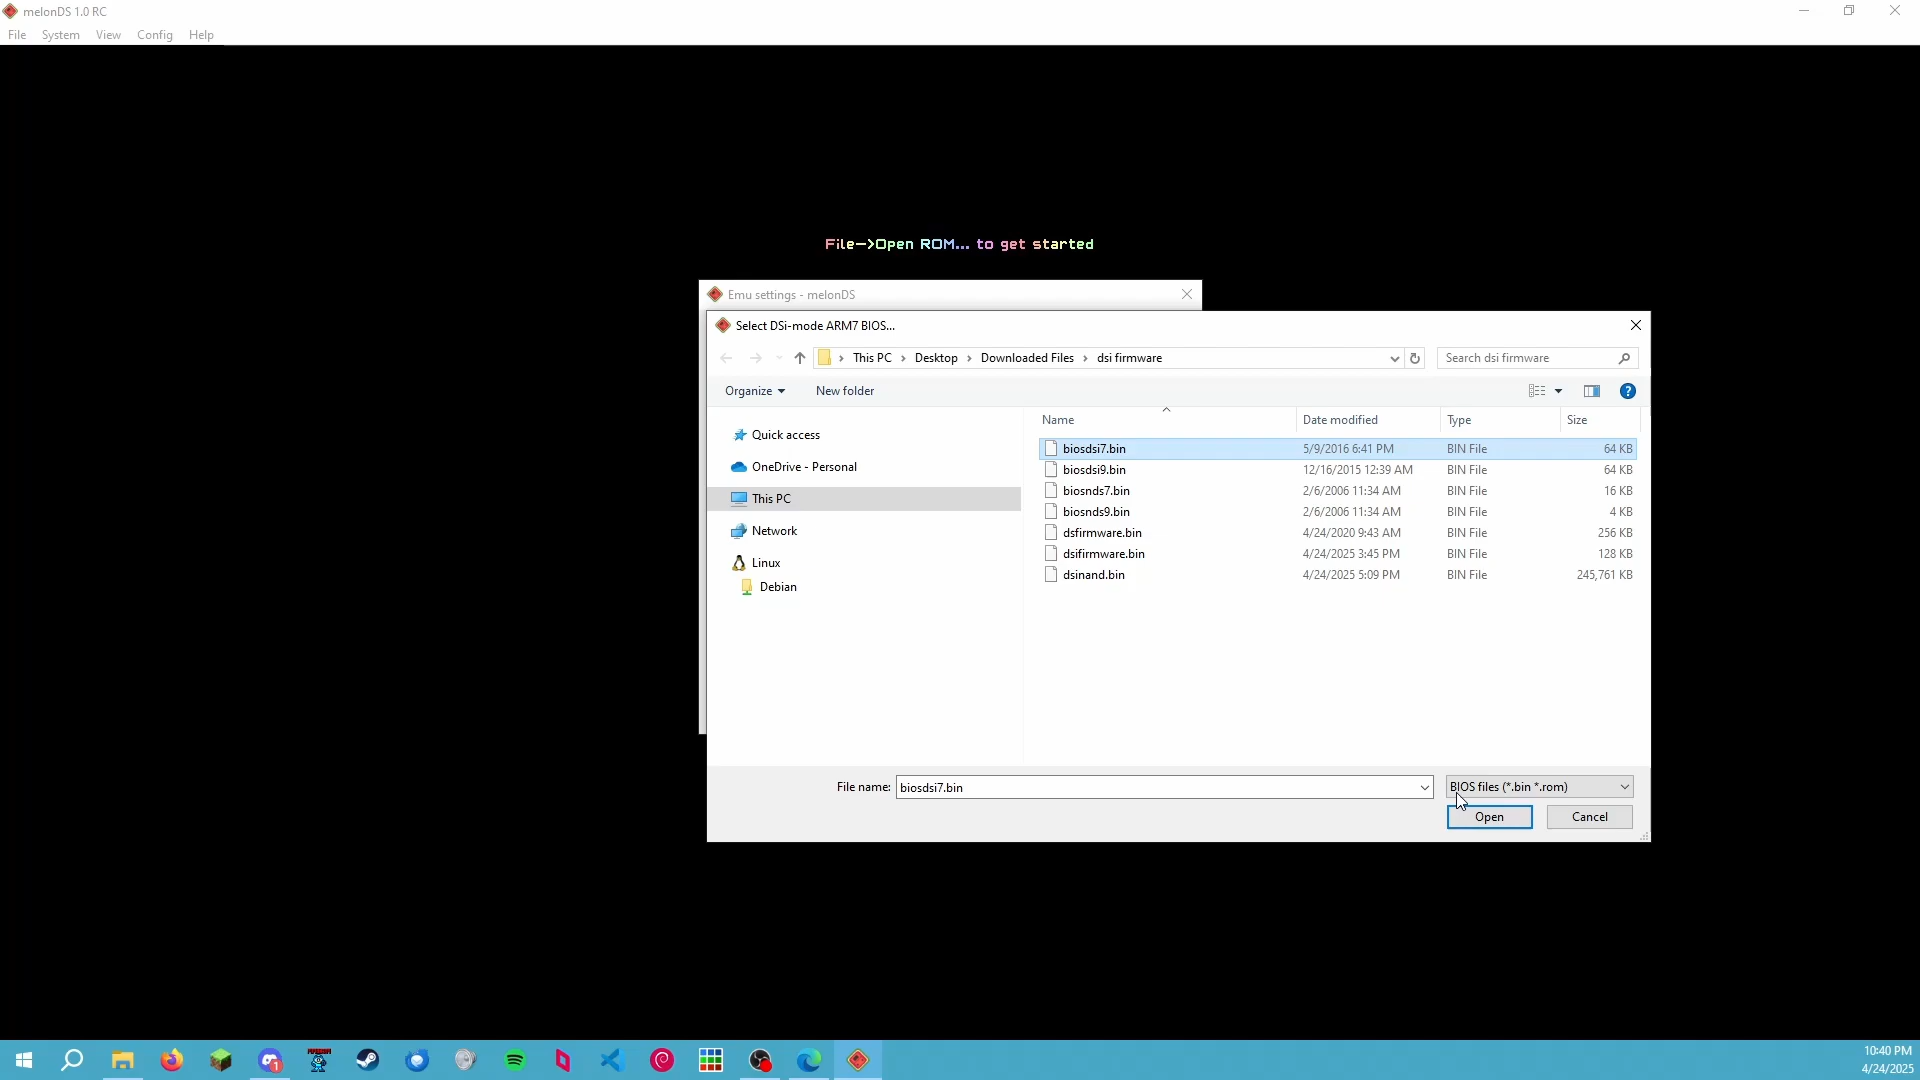 melonDS 1.0 RC
File System View Config Help
File->Open ROM... to get started
Emu settings - melonDS
Select DSi-mode ARM7 BIOS...
This PC > Desktop > Downloaded Files > dsi firmware
Search dsi firmware
Organize New folder
?
Quick access
OneDrive - Personal
This PC
Network
Linux
Debian
Name Date modified Type Size
biosdsi7.bin 5/9/2016 6:41 PM BIN File 64 KB
biosdsi9.bin 12/16/2015 12:39 AM BIN File 64 KB
biosnds7.bin 2/6/2006 11:34 AM BIN File 16 KB
biosnds9.bin 2/6/2006 11:34 AM BIN File 4 KB
dsfirmware.bin 4/24/2020 9:43 AM BIN File 256 KB
dsifirmware.bin 4/24/2025 3:45 PM BIN File 128 KB
dsinand.bin 4/24/2025 5:09 PM BIN File 245,761 KB
File name: biosdsi7.bin BIOS files (*.bin *.rom)
Open Cancel
1
10:40 PM
4/24/2025